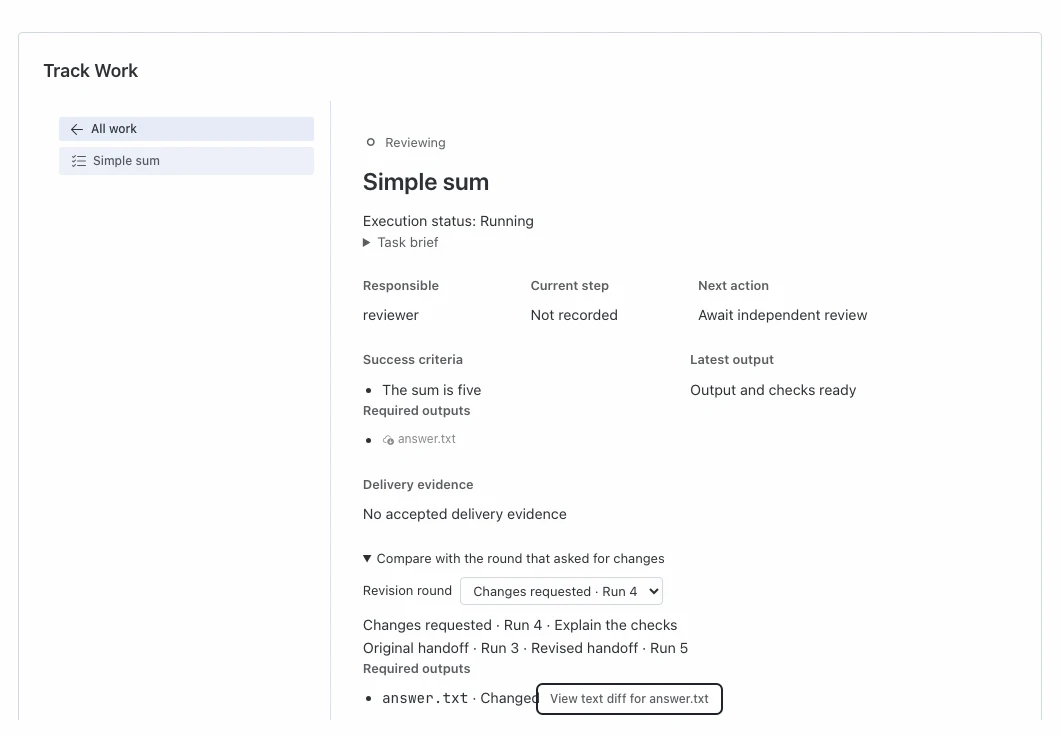 Track Work
All work
Simple sum
Reviewing
Simple sum
Execution status: Running
Task brief
Responsible
Current step
Next action
reviewer
Not recorded
Await independent review
Success criteria
Latest output
The sum is five
Output and checks ready
Required outputs
answer.txt
Delivery evidence
No accepted delivery evidence
Compare with the round that asked for changes
Revision round
Changes requested · Run 4
Changes requested · Run 4 · Explain the checks
Original handoff · Run 3 · Revised handoff · Run 5
Required outputs
answer.txt · Changed
View text diff for answer.txt